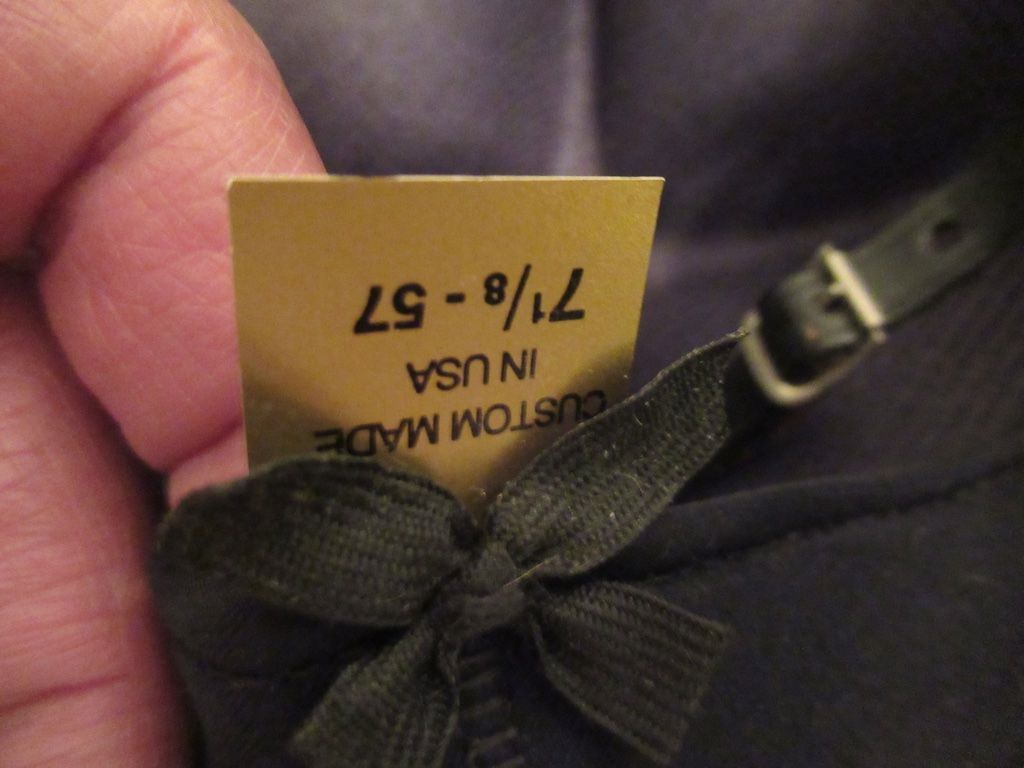 CUSTOM MADE
IN USA
7 1/8 - 57